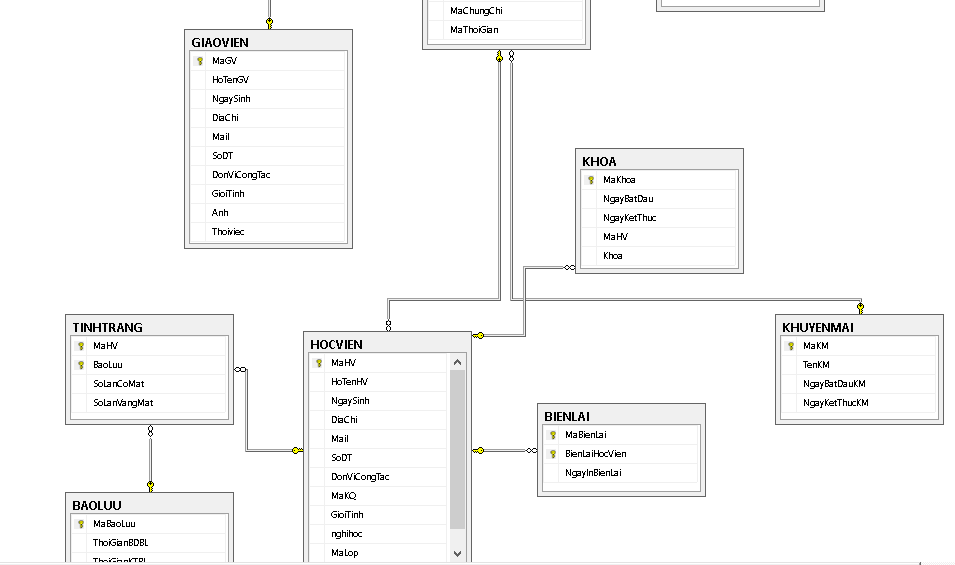 MaChungChi
MaThoiGian
GIAOVIEN
MaGV
HoTenGV
NgaySinh
DiaChi
Mail
SoDT
DonViCongTac
GioiTinh
Anh
Thoiviec
KHOA
MaKhoa
NgayBatDau
NgayKetThuc
MaHV
Khoa
TINHTRANG
MaHV
BaoLuu
SoLanCoMat
SoLanVangMat
HOCVIEN
MaHV
HoTenHV
NgaySinh
DiaChi
Mail
SoDT
DonViCongTac
MaKQ
GioiTinh
nghihoc
MaLop
KHUYENMAI
MaKM
TenKM
NgayBatDauKM
NgayKetThucKM
BIENLAI
MaBienLai
BienLaiHocVien
NgayInBienLai
BAOLUU
MaBaoLuu
ThoiGianBDBL
ThoiGianKTBL